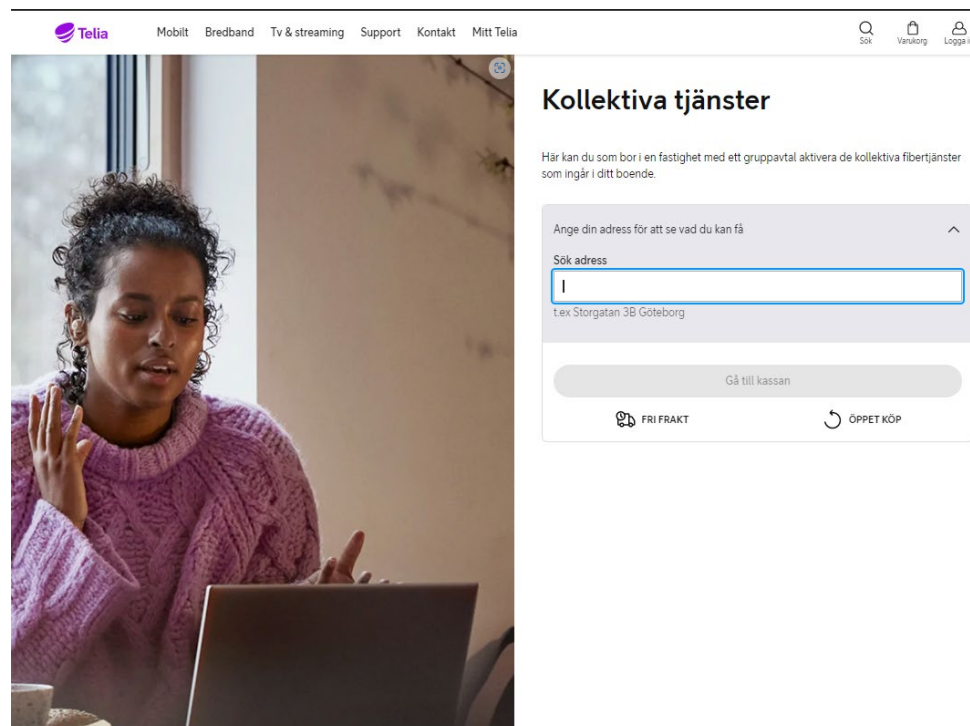 Telia
Mobilt Bredband Tv & streaming Support Kontakt Mitt Telia
Sök Varukorg Logga i
Kollektiva tjänster
Här kan du som bor i en fastighet med ett gruppavtal aktivera de kollektiva fibertjänster
som ingår i ditt boende.
Ange din adress för att se vad du kan få
Sök adress
t.ex Storgatan 3B Göteborg
Gå till kassan
FRI FRAKT
ÖPPET KÖP